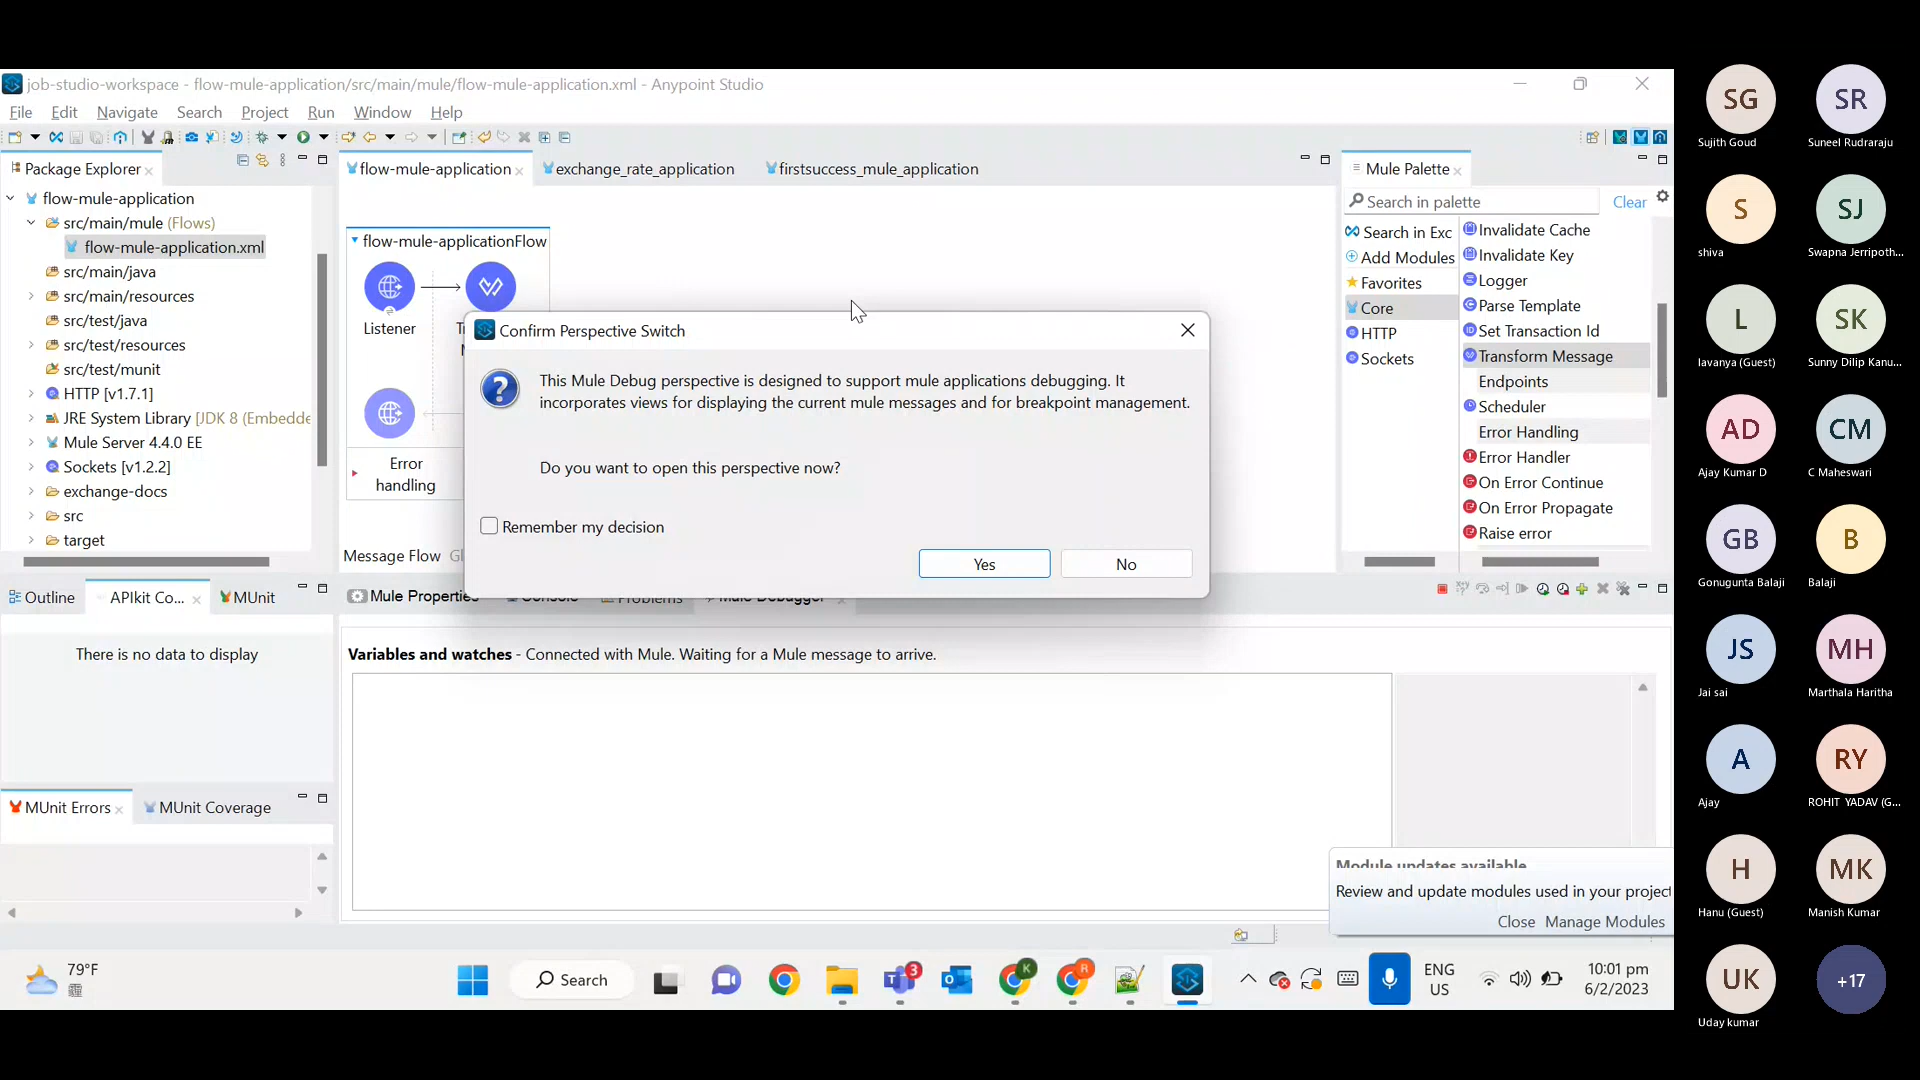 job-studio-workspace - flow-mule-application/src/main/mule/flow-mule-application.xml - Anypoint Studio
File Edit Navigate Search Project Run Window Help
Package Explorer
flow-mule-application
src/main/mule (Flows)
flow-mule-application.xml
src/main/java
src/main/resources
src/test/java
src/test/resources
src/test/munit
HTTP [v1.7.1]
JRE System Library [JDK 8 (Embedde
Mule Server 4.4.0 EE
Sockets [v1.2.2]
exchange-docs
src
target
flow-mule-application
exchange_rate_application
firstsuccess_mule_application
flow-mule-applicationFlow
Listener
Error
handling
Message Flow
Confirm Perspective Switch
?
This Mule Debug perspective is designed to support mule applications debugging. It
incorporates views for displaying the current mule messages and for breakpoint management.
Do you want to open this perspective now?
Remember my decision
Yes
No
Mule Palette
Search in palette
Clear
Search in Exc
Add Modules
Favorites
Core
HTTP
Sockets
Invalidate Cache
Invalidate Key
Logger
Parse Template
Set Transaction Id
Transform Message
Endpoints
Scheduler
Error Handling
Error Handler
On Error Continue
On Error Propagate
Raise error
Outline
APIkit Co...
MUnit
There is no data to display
MUnit Errors
MUnit Coverage
Mule Properties
Console
Problems
Mule Debugger
Variables and watches - Connected with Mule. Waiting for a Mule message to arrive.
Module updates available
Review and update modules used in your project
Close Manage Modules
79°F
Search
3
K
R
ENG
US
10:01 pm
6/2/2023
SG
Sujith Goud
SR
Suneel Rudraraju
S
shiva
SJ
Swapna Jerripoth...
L
lavanya (Guest)
SK
Sunny Dilip Kanu...
AD
Ajay Kumar D
CM
C Maheswari
GB
Gonugunta Balaji
B
Balaji
JS
Jai sai
MH
Marthala Haritha
A
Ajay
RY
ROHIT YADAV (G...
H
Hanu (Guest)
MK
Manish Kumar
UK
Uday kumar
+17